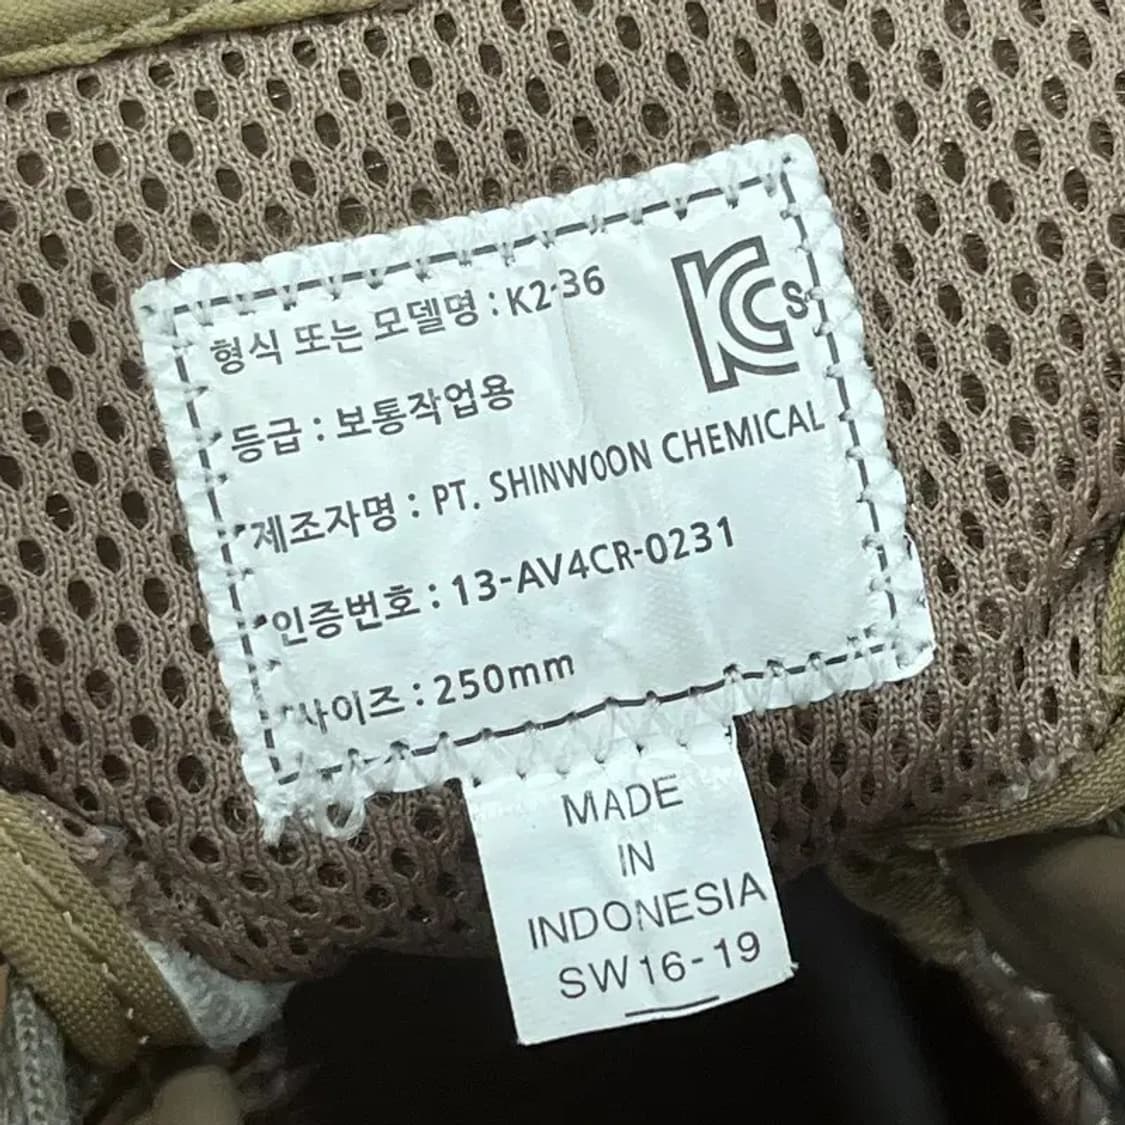 형식 또는 모델명 : K2-36
KCs
등급 : 보통작업용
제조자명 : PT. SHINWOON CHEMICAL
인증번호 : 13-AV4CR-0231
사이즈 : 250mm
MADE
IN
INDONESIA
SW16-19